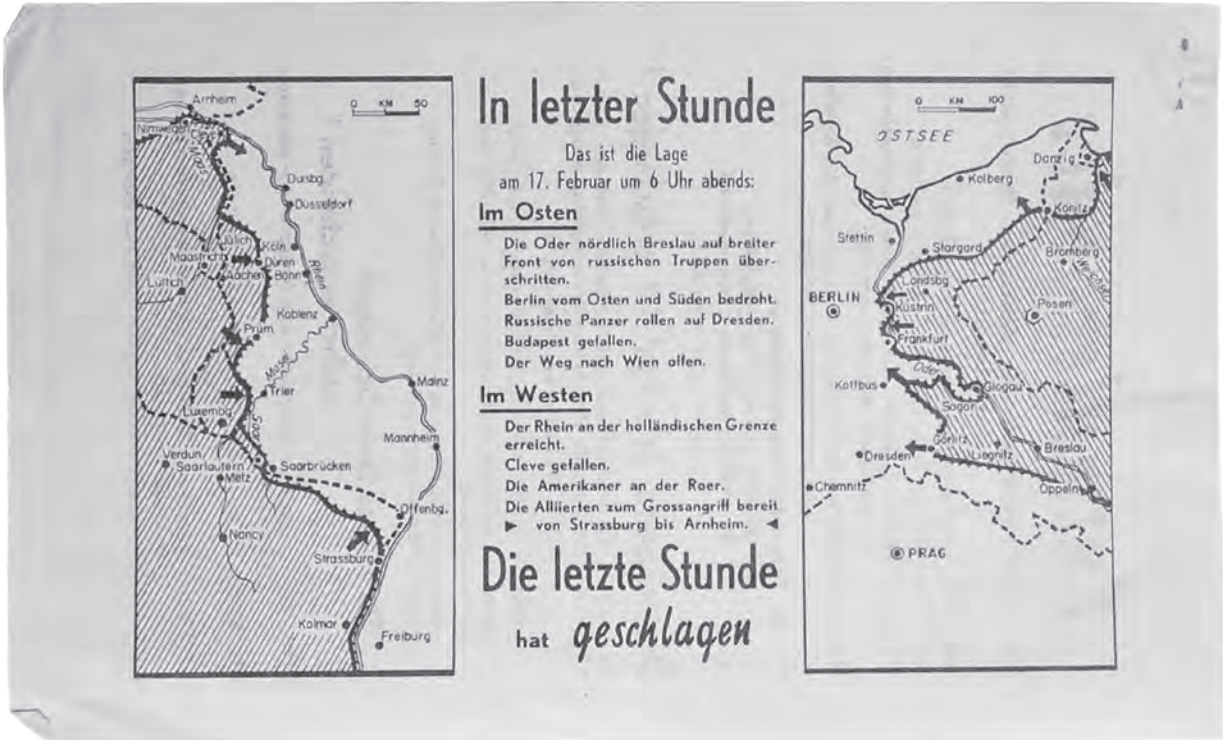 Arnheim
0 KM 50
Nimwegen
Maas
Duisbg.
Düsseldorf
Jülich
Köln
Maastricht
Düren
Aachen
Bonn
Rhein
Lüttich
Koblenz
Prüm
Mosel
Trier
Mainz
Luxembg.
Saar
Mannheim
Verdun
Saarlautern
Saarbrücken
Metz
Offenbg.
Nancy
Strassburg
Kolmar
Freiburg
In letzter Stunde
Das ist die Lage
am 17. Februar um 6 Uhr abends:
Im Osten
Die Oder nördlich Breslau auf breiter
Front von russischen Truppen über-
schritten.
Berlin vom Osten und Süden bedroht.
Russische Panzer rollen auf Dresden.
Budapest gefallen.
Der Weg nach Wien offen.
Im Westen
Der Rhein an der holländischen Grenze
erreicht.
Cleve gefallen.
Die Amerikaner an der Roer.
Die Alliierten zum Grossangriff bereit
► von Strassburg bis Arnheim. ◄
Die letzte Stunde
hat geschlagen
0 KM 100
OSTSEE
Danzig
Kolberg
Konitz
Stettin
Stargard
Bromberg
Weichsel
Landsbg
BERLIN
Küstrin
Posen
Frankfurt
Oder
Kottbus
Glogau
Sagan
Görlitz
Breslau
Dresden
Liegnitz
Chemnitz
Oppeln
PRAG